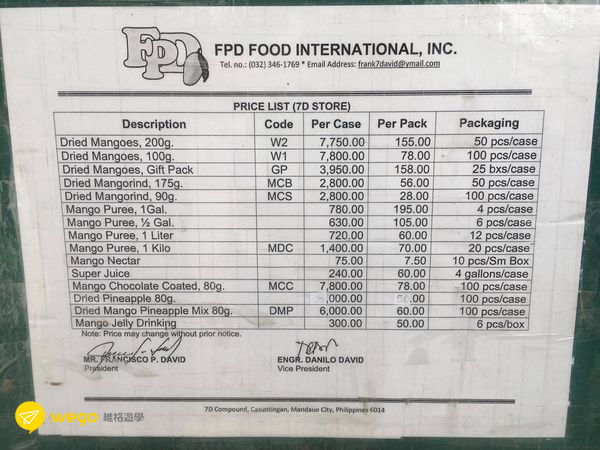 FPD
FPD FOOD INTERNATIONAL, INC.
Tel. no.: (032) 346-1769 * Email Address: frank7david@ymail.com
PRICE LIST (7D STORE)
Description Code Per Case Per Pack Packaging
Dried Mangoes, 200g. W2 7,750.00 155.00 50 pcs/case
Dried Mangoes, 100g. W1 7,800.00 78.00 100 pcs/case
Dried Mangoes, Gift Pack GP 3,950.00 158.00 25 bxs/case
Dried Mangorind, 175g. MCB 2,800.00 56.00 50 pcs/case
Dried Mangorind, 90g. MCS 2,800.00 28.00 100 pcs/case
Mango Puree, 1Gal. 780.00 195.00 4 pcs/case
Mango Puree, ½ Gal. 630.00 105.00 6 pcs/case
Mango Puree, 1 Liter 720.00 60.00 12 pcs/case
Mango Puree, 1 Kilo MDC 1,400.00 70.00 20 pcs/case
Mango Nectar 75.00 7.50 10 pcs/Sm Box
Super Juice 240.00 60.00 4 gallons/case
Mango Chocolate Coated, 80g. MCC 7,800.00 78.00 100 pcs/case
Dried Pineapple 80g. 100 pcs/case
Dried Mango Pineapple Mix 80g. DMP 6,000.00 60.00 100 pcs/case
Mango Jelly Drinking 300.00 50.00 6 pcs/box
Note: Price may change without prior notice.
MR. FRANCISCO P. DAVID ENGR. DANILO DAVID
President Vice President
7D Compound, Casuntingan, Mandaue City, Philippines 6014
wego 維格遊學